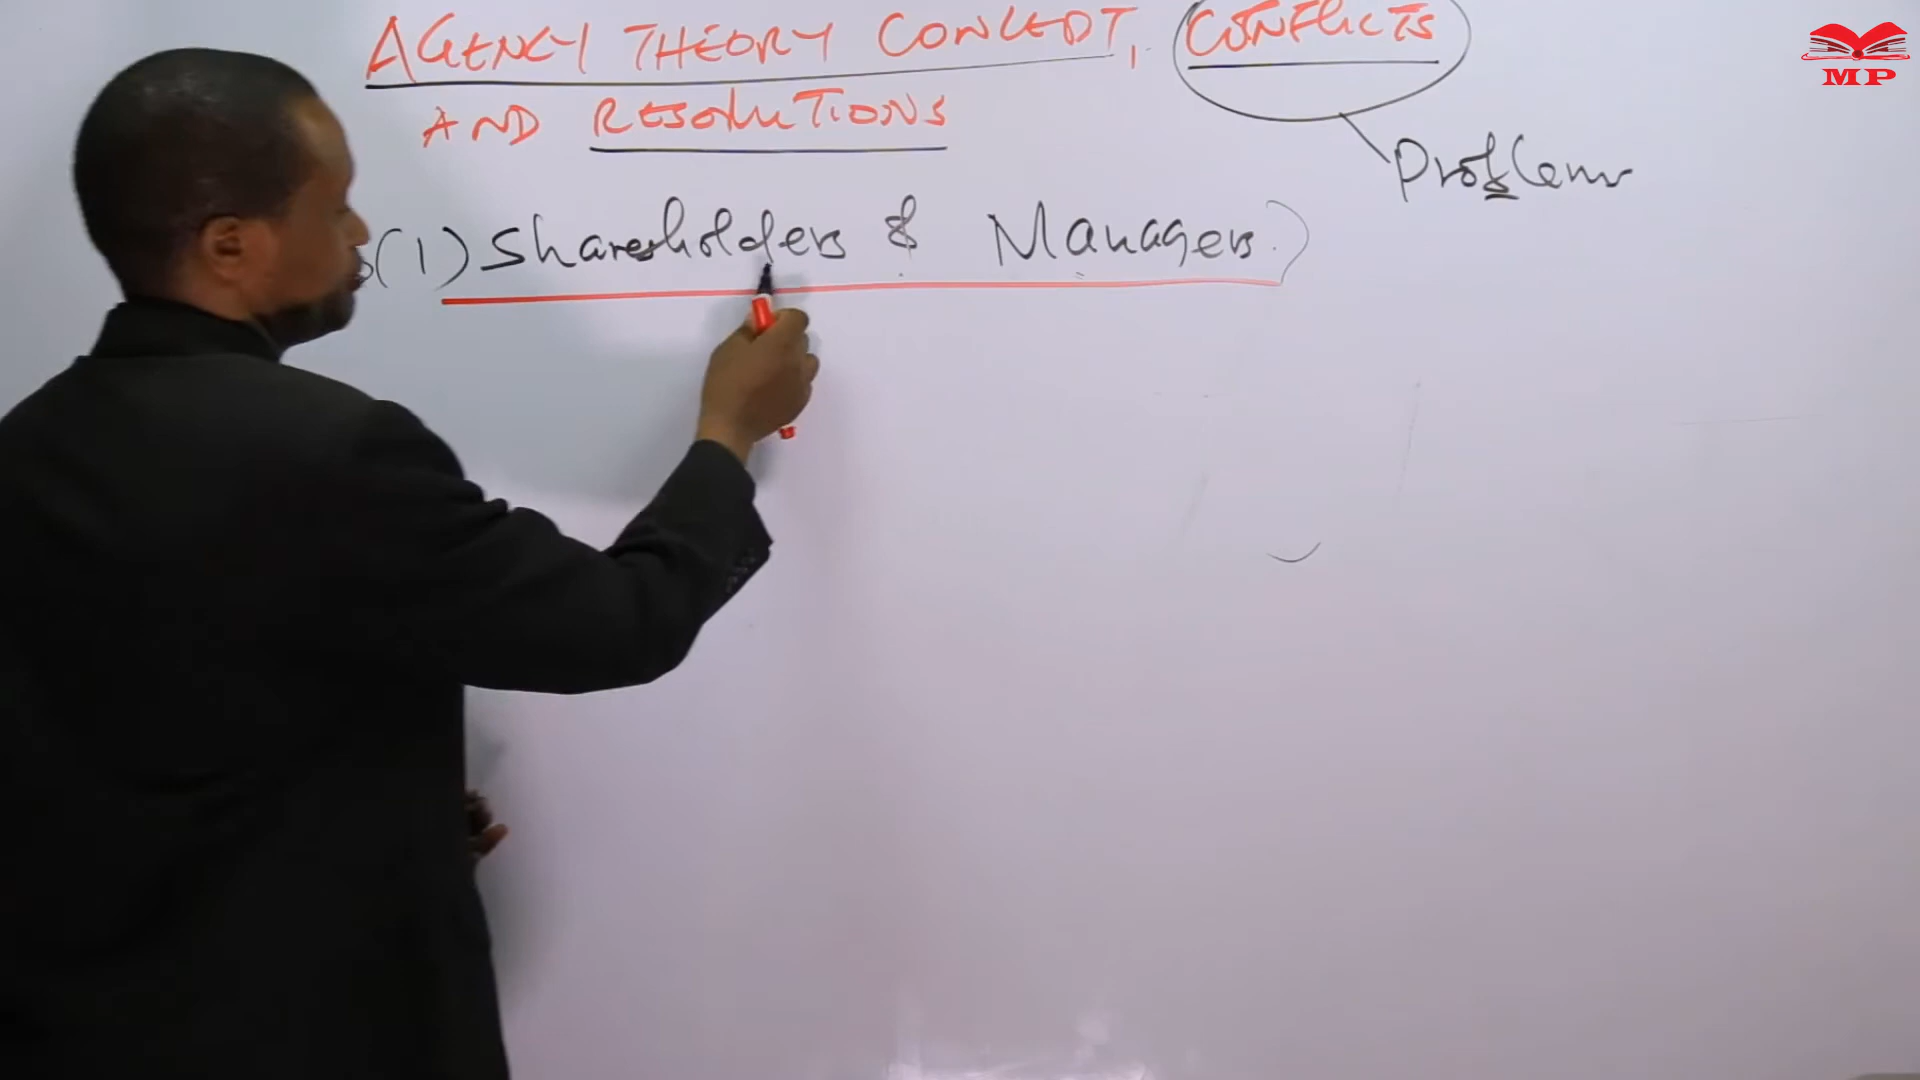 AGENCY THEORY CONCEPT, CONFLICTS
AND RESOLUTIONS
Problem
(1) Shareholders & Managers.
MP